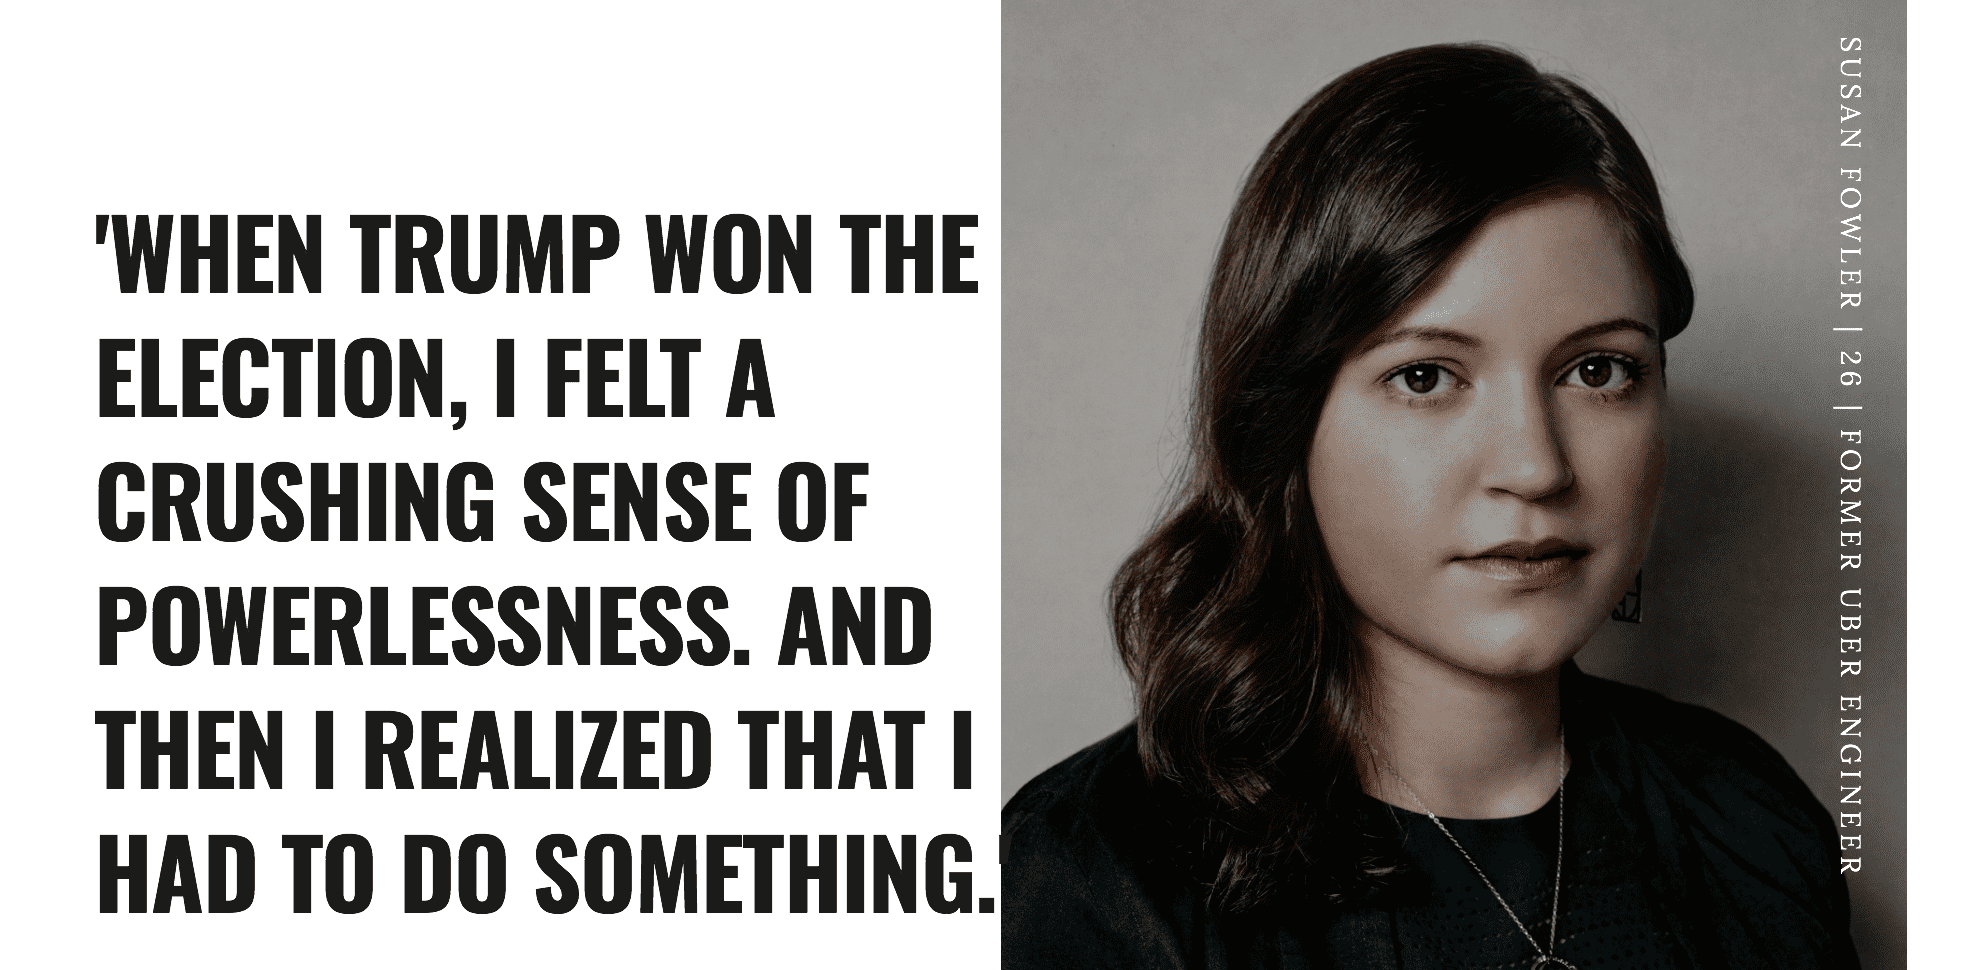 'WHEN TRUMP WON THE
ELECTION, I FELT A
CRUSHING SENSE OF
POWERLESSNESS. AND
THEN I REALIZED THAT I
HAD TO DO SOMETHING.'
SUSAN FOWLER | 26 | FORMER UBER ENGINEER